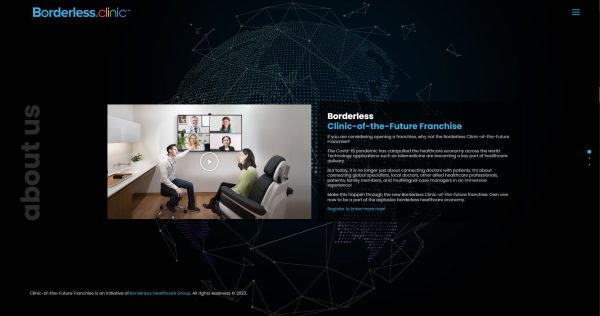 Borderless.clinic™
about us
Borderless
Clinic-of-the-Future Franchise
If you are considering opening a franchise, why not the Borderless Clinic-of-the-Future
Franchise?
The Covid-19 pandemic has catapulted the healthcare economy across the world.
Technology applications such as telemedicine are becoming a key part of healthcare
delivery.
But today, it is no longer just about connecting doctors with patients. It's about
connecting global specialists, local doctors, other allied healthcare professionals,
patients, family members, and multilingual care managers in an immersive
experience!
Make this happen through the new Borderless Clinic-of-the-future franchise. Own one
now to be a part of the explosive borderless healthcare economy.
Register to know more now!
Clinic-of-the-Future Franchise is an initiative of Borderless Healthcare Group. All rights reserved. © 2022.